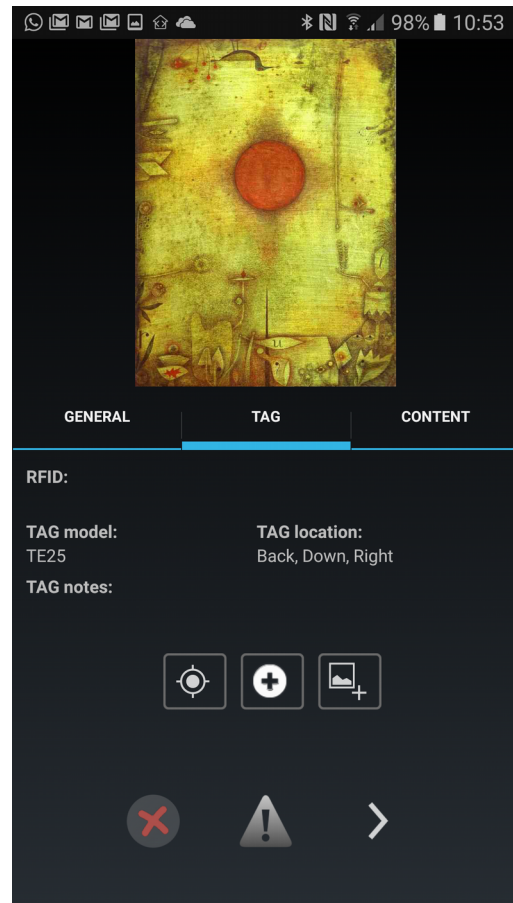 98% 10:53
GENERAL TAG CONTENT
RFID:
TAG model: TAG location:
TE25 Back, Down, Right
TAG notes: